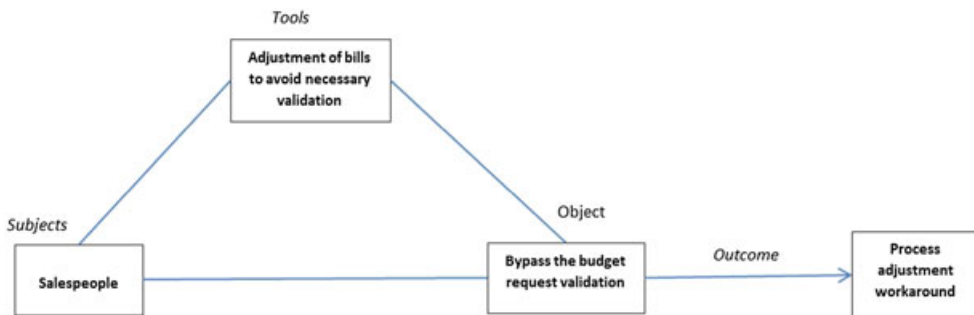 Tools
Adjustment of bills
to avoid necessary
validation
Subjects
Salespeople
Object
Bypass the budget
request validation
Outcome
Process
adjustment
workaround